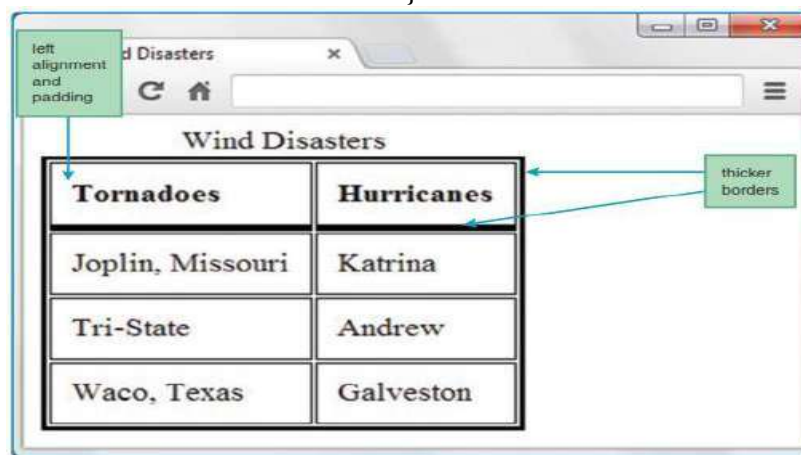 left
alignment
and
padding
d Disasters
Wind Disasters
Tornadoes Hurricanes
Joplin, Missouri Katrina
Tri-State Andrew
Waco, Texas Galveston
thicker
borders